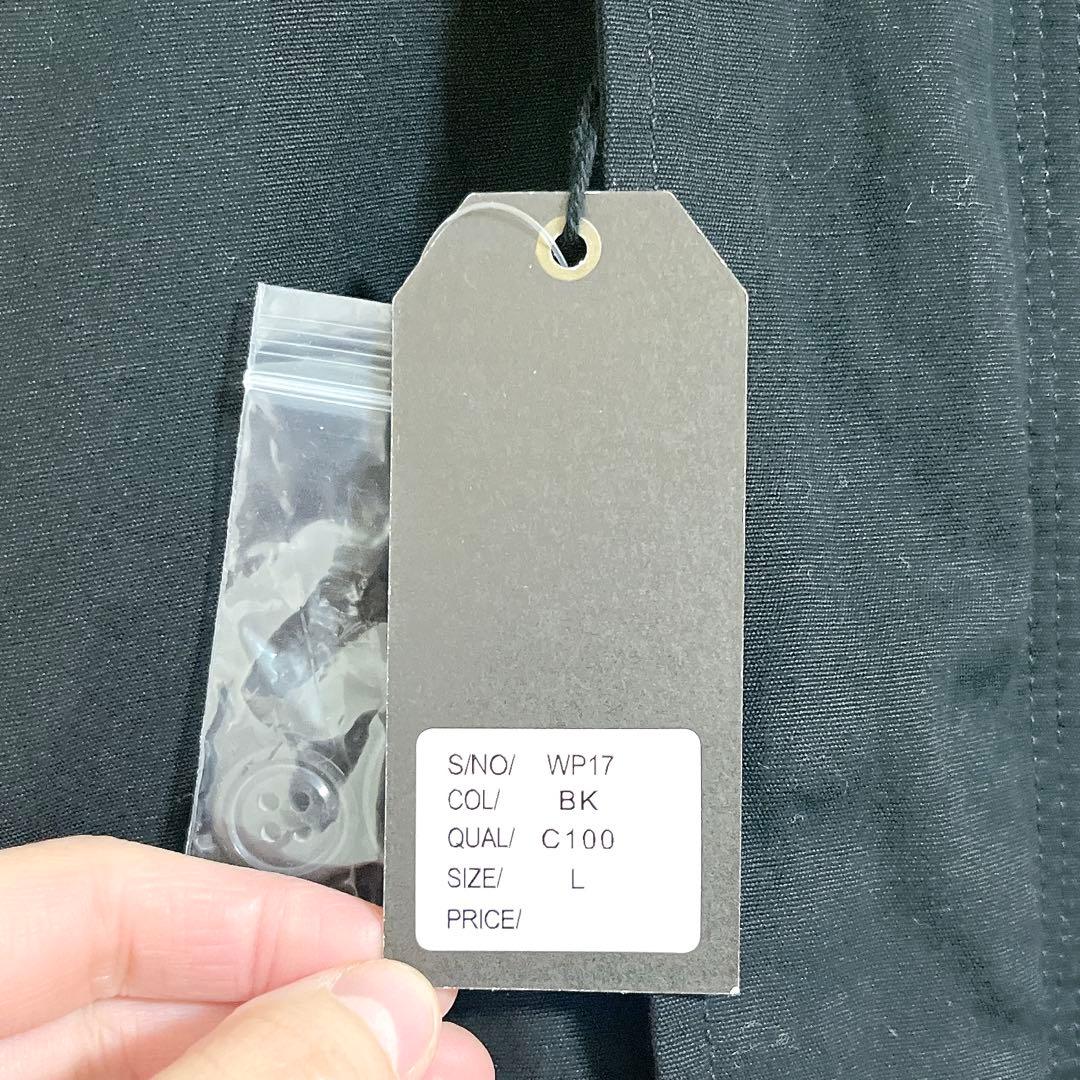 S/NO/ WP17
COL/ BK
QUAL/ C100
SIZE/ L
PRICE/